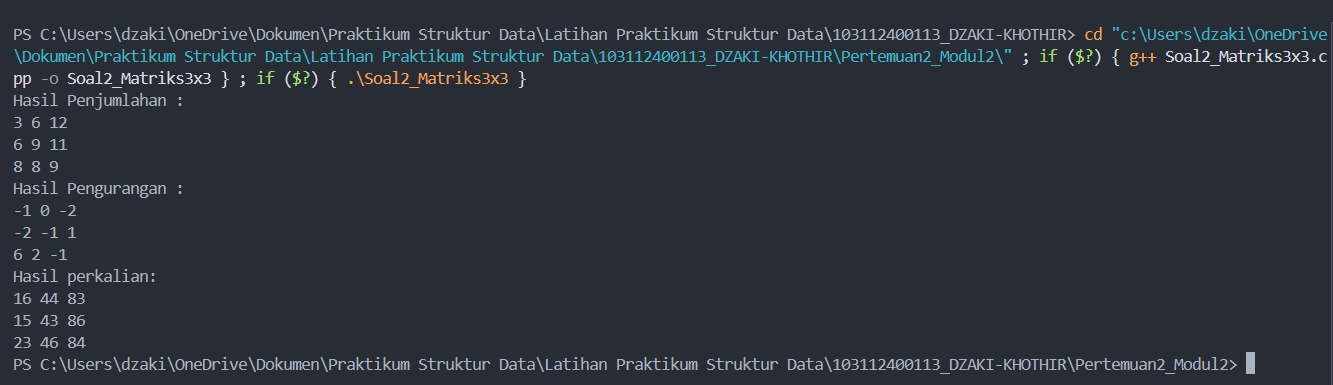 PS C:\Users\dzaki\OneDrive\Dokumen\Praktikum Struktur Data\Latihan Praktikum Struktur Data\103112400113_DZAKI-KHOTHIR> cd "c:\Users\dzaki\OneDrive
\Dokumen\Praktikum Struktur Data\Latihan Praktikum Struktur Data\103112400113_DZAKI-KHOTHIR\Pertemuan2_Modul2\" ; if ($?) { g++ Soal2_Matriks3x3.c
pp -o Soal2_Matriks3x3 } ; if ($?) { .\Soal2_Matriks3x3 }
Hasil Penjumlahan :
3 6 12
6 9 11
8 8 9
Hasil Pengurangan :
-1 0 -2
-2 -1 1
6 2 -1
Hasil perkalian:
16 44 83
15 43 86
23 46 84
PS C:\Users\dzaki\OneDrive\Dokumen\Praktikum Struktur Data\Latihan Praktikum Struktur Data\103112400113_DZAKI-KHOTHIR\Pertemuan2_Modul2>